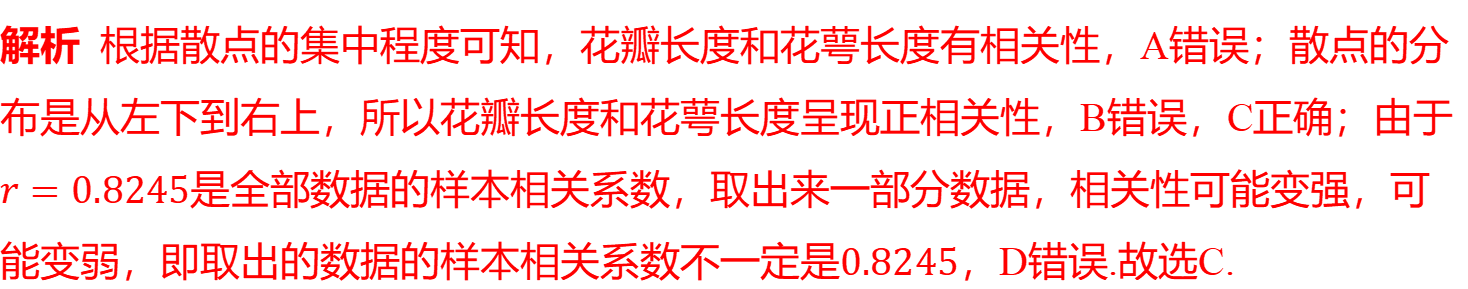 解析 根据散点的集中程度可知，花瓣长度和花萼长度有相关性，A错误；散点的分
布是从左下到右上，所以花瓣长度和花萼长度呈现正相关性，B错误，C正确；由于
r = 0.8245是全部数据的样本相关系数，取出来一部分数据，相关性可能变强，可
能变弱，即取出的数据的样本相关系数不一定是0.8245，D错误.故选C.